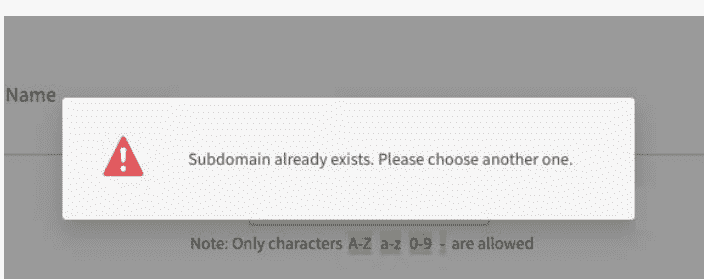 Name
Subdomain already exists. Please choose another one.
Note: Only characters A-Z a-z 0-9 - are allowed